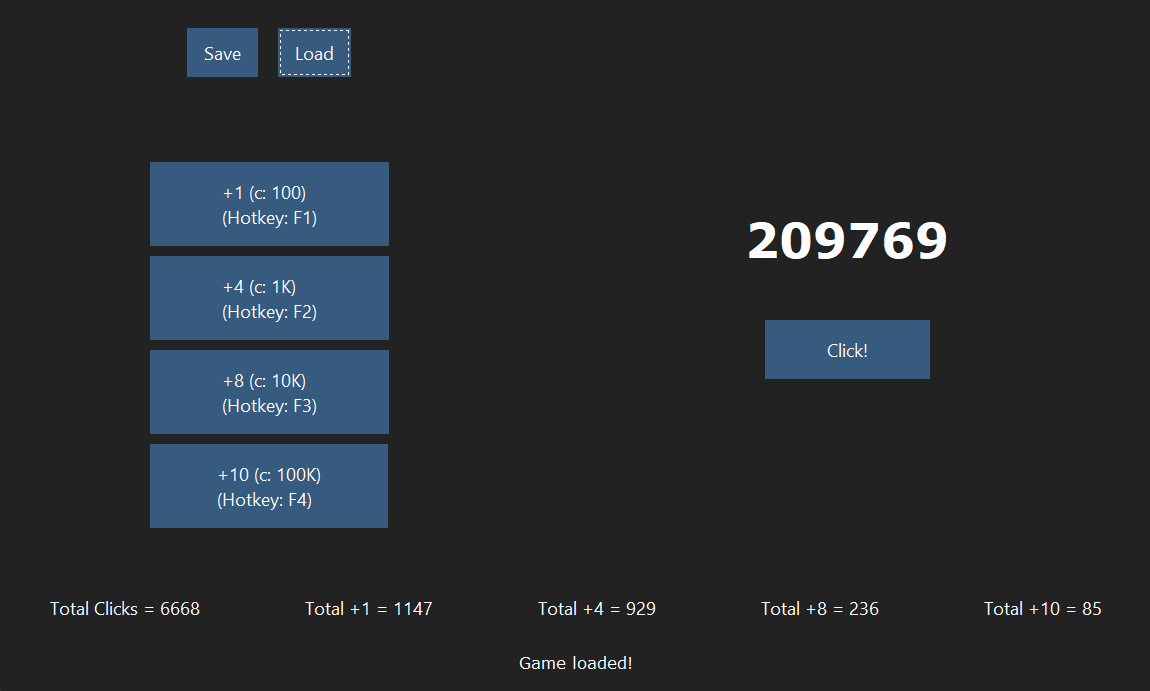 Save
Load
+1 (c: 100)
(Hotkey: F1)
+4 (c: 1K)
(Hotkey: F2)
+8 (c: 10K)
(Hotkey: F3)
+10 (c: 100K)
(Hotkey: F4)
209769
Click!
Total Clicks = 6668
Total +1 = 1147
Total +4 = 929
Total +8 = 236
Total +10 = 85
Game loaded!